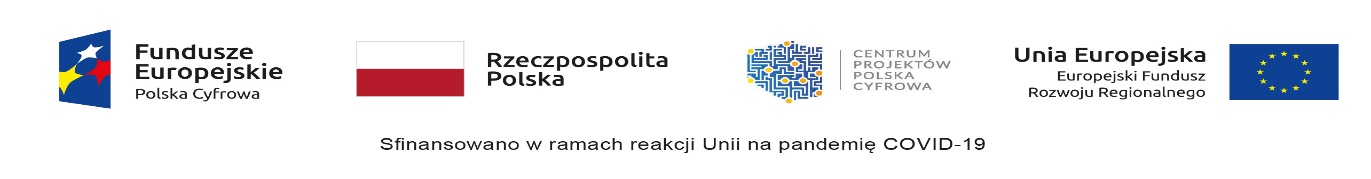 Fundusze
Europejskie
Polska Cyfrowa
Rzeczpospolita
Polska
CENTRUM
PROJEKTÓW
POLSKA
CYFROWA
Unia Europejska
Europejski Fundusz
Rozwoju Regionalnego
Sfinansowano w ramach reakcji Unii na pandemię COVID-19